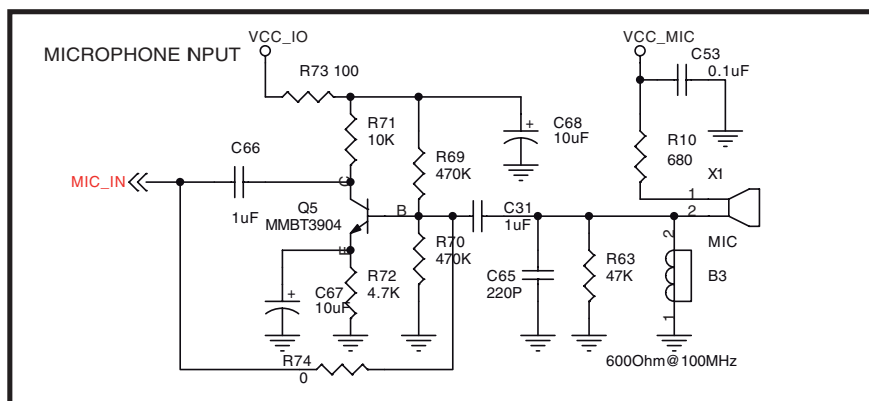 MICROPHONE INPUT
VCC_IO
VCC_MIC
C53
0.1uF
R73 100
R71
10K
C68
10uF
R10
680
C66
R69
470K
X1
MIC_IN
C
1
1uF
Q5
MMBT3904
B
C31
1uF
2
E
R70
470K
MIC
C67
10uF
R72
4.7K
C65
220P
R63
47K
2
B3
1
R74
0
600Ohm@100MHz